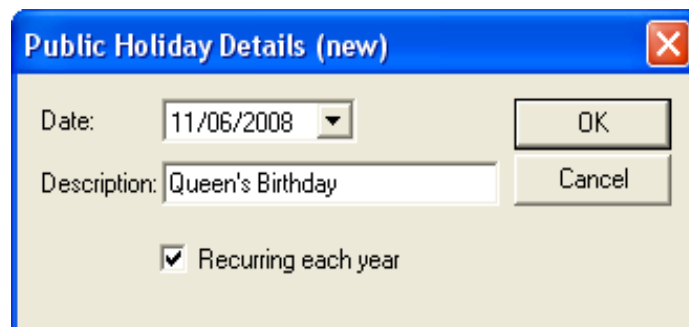 Public Holiday Details (new)
Date: 11/06/2008 OK
Description: Queen's Birthday Cancel
Recurring each year